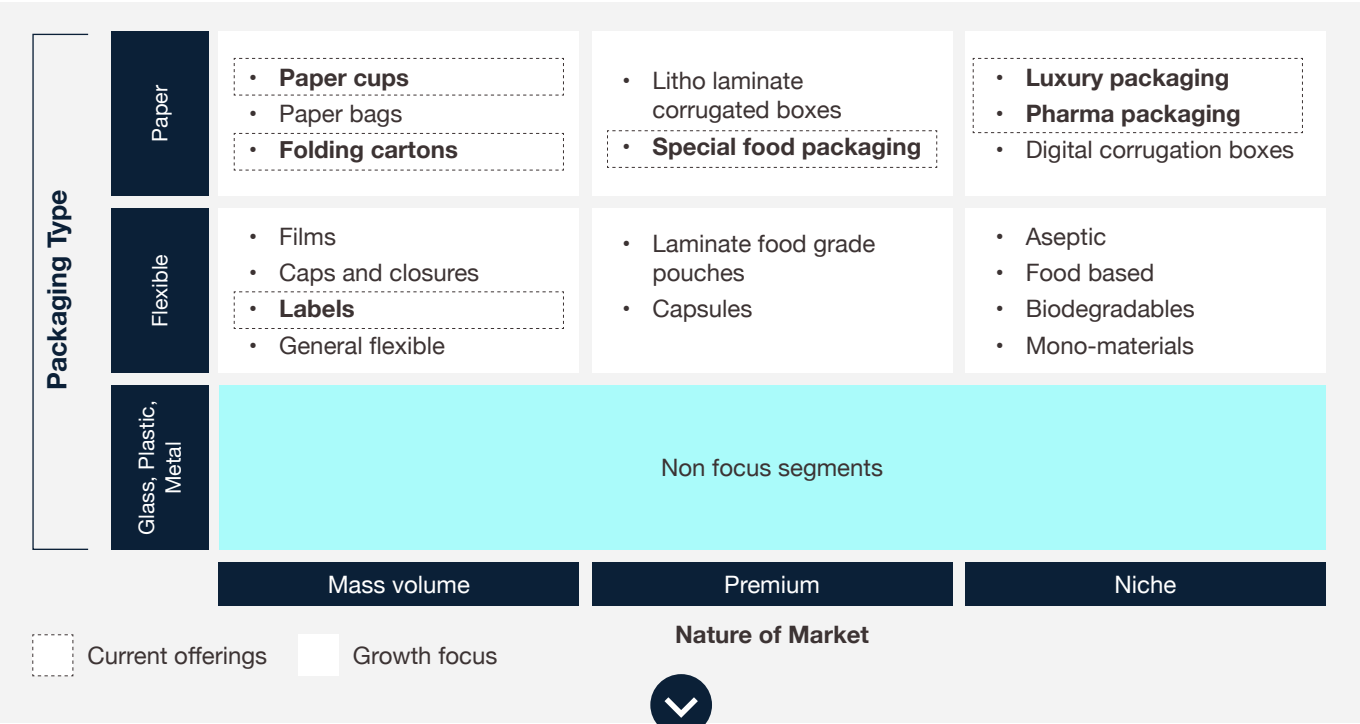 Packaging Type
Paper
• Paper cups
• Paper bags
• Folding cartons
• Litho laminate
corrugated boxes
• Special food packaging
• Luxury packaging
• Pharma packaging
• Digital corrugation boxes
Flexible
• Films
• Caps and closures
• Labels
• General flexible
• Laminate food grade
pouches
• Capsules
• Aseptic
• Food based
• Biodegradables
• Mono-materials
Glass, Plastic,
Metal
Non focus segments
Mass volume
Premium
Niche
Nature of Market
Current offerings
Growth focus